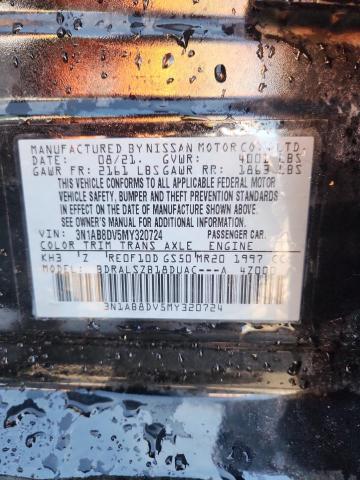 MANUFACTURED BY NISSAN MOTOR CO., LTD.
DATE: 08/21. GVWR: 4001 LBS
GAWR FR: 2161 LBS GAWR RR: 1863 LBS
THIS VEHICLE CONFORMS TO ALL APPLICABLE FEDERAL MOTOR
VEHICLE SAFETY, BUMPER, AND THEFT PREVENTION STANDARDS
IN EFFECT ON THE DATE OF MANUFACTURE SHOWN ABOVE.
SEE OWNER'S MANUAL FOR ADDITIONAL INFORMATION.
VIN: 3N1AB8DV5MY320724 PASSENGER CAR.
COLOR TRIM TRANS AXLE ENGINE
KH3 Z RE0F10D GS50 MR20 1997 CC
MODEL: BDRALSZB18DUAC---A 4Z000
3N1AB8DV5MY320724